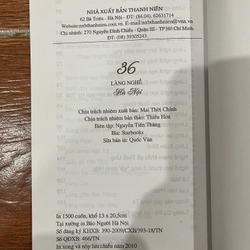 NHÀ XUẤT BẢN THANH NIÊN
62 Bà Triệu - Hà Nội - ĐT: (84.04). 62631714
Chi nhánh: 270 Nguyễn Đình Chiểu - Quận III - TP Hồ Chí Minh
ĐT: (08) 39305243
36
LÀNG NGHỀ
Hà Nội
Chịu trách nhiệm xuất bản: Mai Thời Chính
Chịu trách nhiệm bản thảo: Thiều Hoa
Biên tập: Nguyễn Tiến Thăng
Bìa: Starbooks
Sửa bản in: Quốc Văn
In 1500 cuốn, khổ 13 x 20,5cm
Tại xưởng in Báo Người Hà Nội
Số đăng ký KHXB: 390-2009/CXB/393-18/TN
Số QĐXB: 466/TN
In xong và nộp lưu chiểu năm 2010